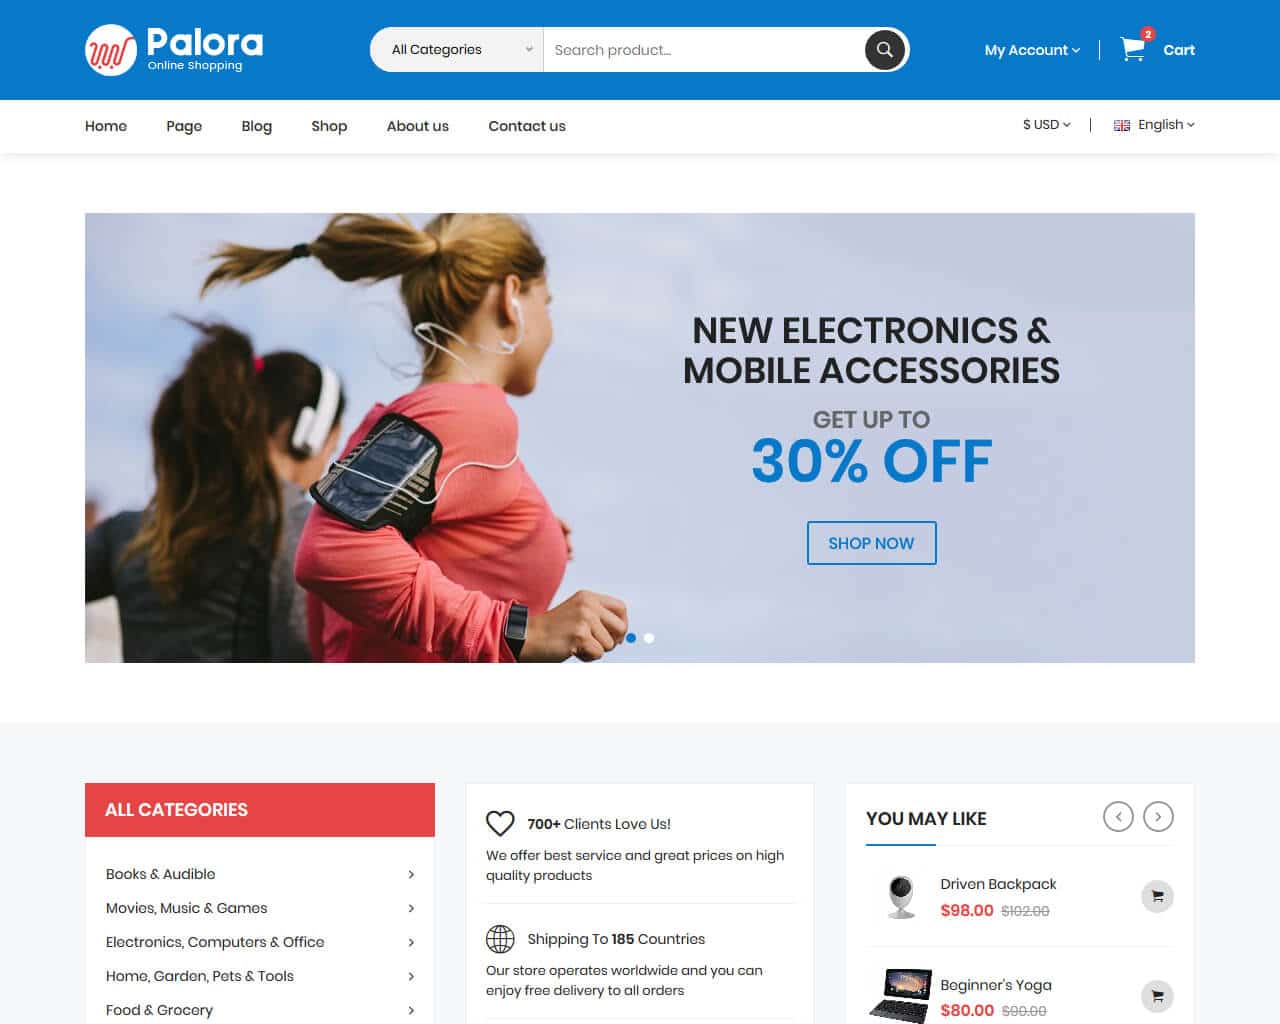 Palora
Online Shopping
All Categories
Search product...
My Account
2
Cart
Home
Page
Blog
Shop
About us
Contact us
$ USD
English
NEW ELECTRONICS &
MOBILE ACCESSORIES
GET UP TO
30% OFF
SHOP NOW
ALL CATEGORIES
Books & Audible
Movies, Music & Games
Electronics, Computers & Office
Home, Garden, Pets & Tools
Food & Grocery
700+ Clients Love Us!
We offer best service and great prices on high
quality products
Shipping To 185 Countries
Our store operates worldwide and you can
enjoy free delivery to all orders
YOU MAY LIKE
Driven Backpack
$98.00 $102.00
Beginner's Yoga
$80.00 $90.00